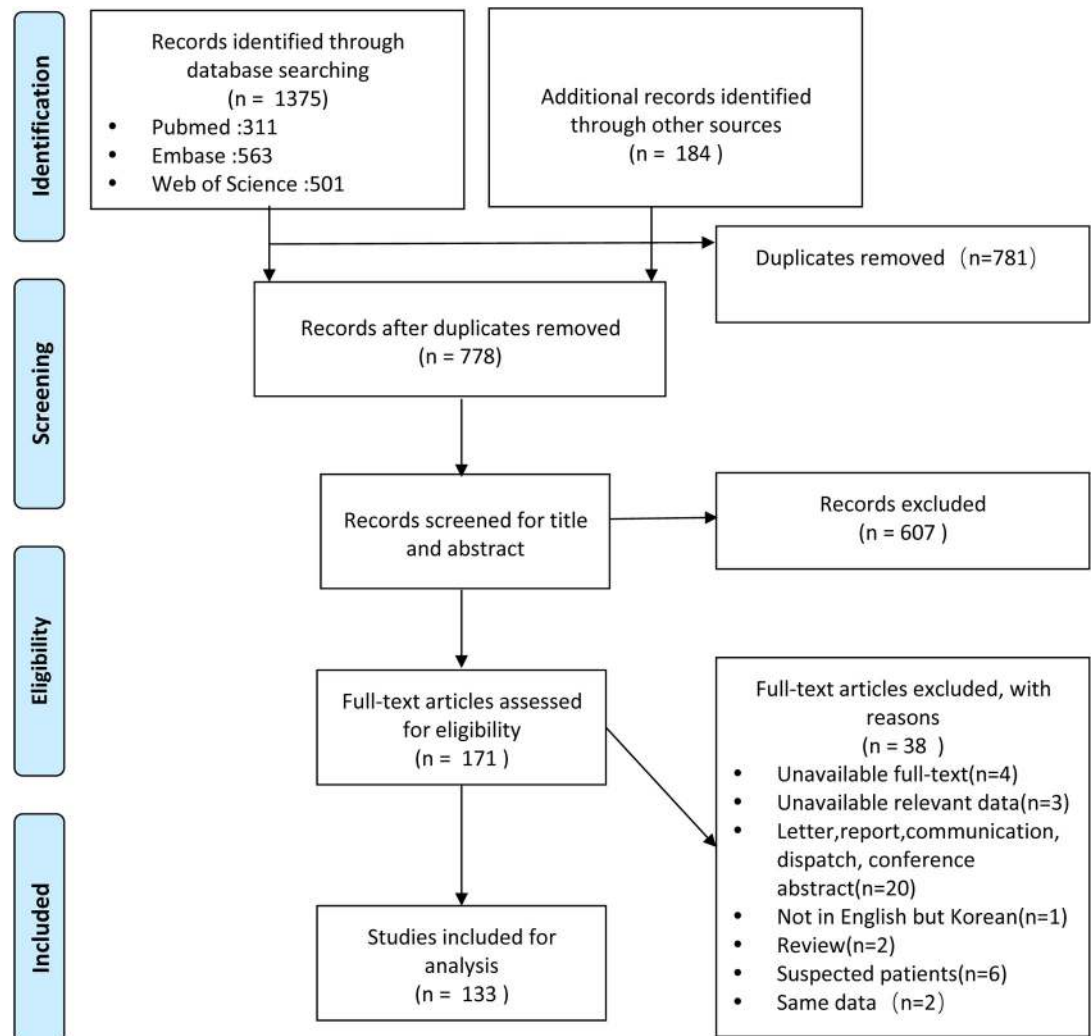 Identification
Records identified through
database searching
(n = 1375)
• Pubmed :311
• Embase :563
• Web of Science :501
Additional records identified
through other sources
(n = 184 )
Duplicates removed（n=781）
Screening
Records after duplicates removed
(n = 778)
Records screened for title
and abstract
Records excluded
(n = 607 )
Eligibility
Full-text articles assessed
for eligibility
(n = 171 )
Full-text articles excluded, with
reasons
(n = 38 )
• Unavailable full-text(n=4)
• Unavailable relevant data(n=3)
• Letter,report,communication,
dispatch, conference
abstract(n=20)
• Not in English but Korean(n=1)
• Review(n=2)
• Suspected patients(n=6)
• Same data（n=2）
Included
Studies included for
analysis
(n = 133 )